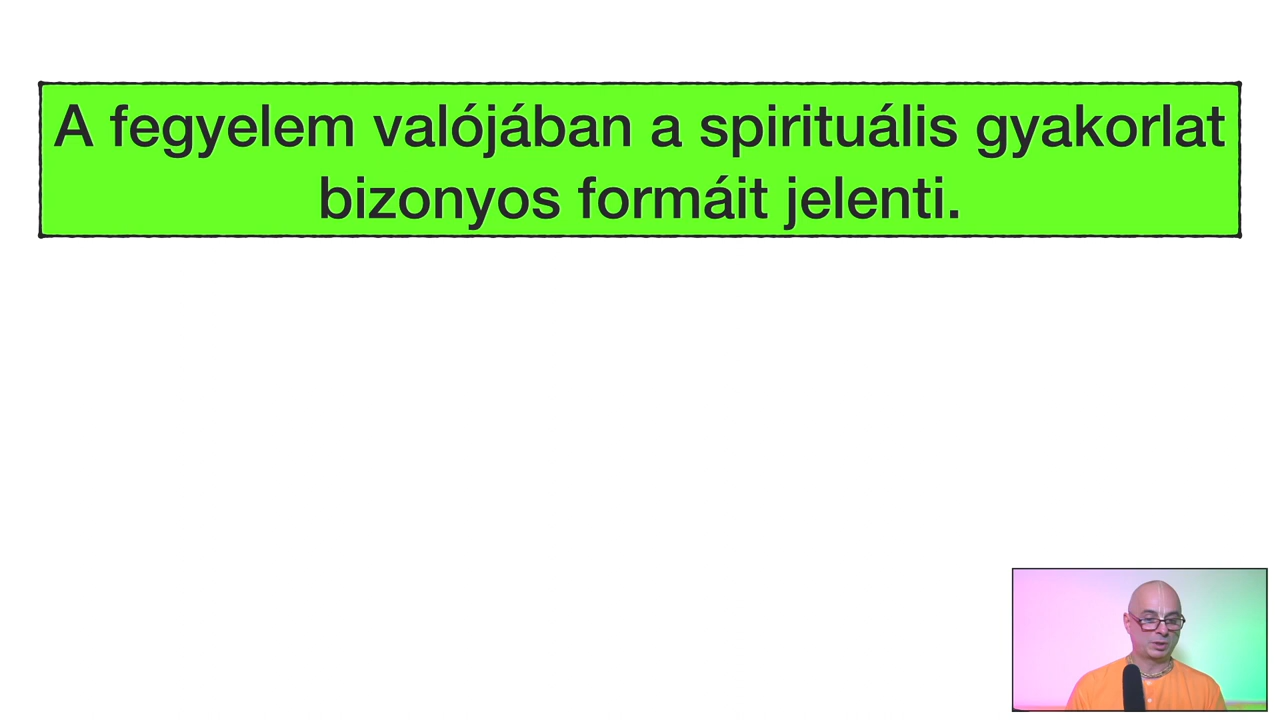 A fegyelem valójában a spirituális gyakorlat
bizonyos formáit jelenti.